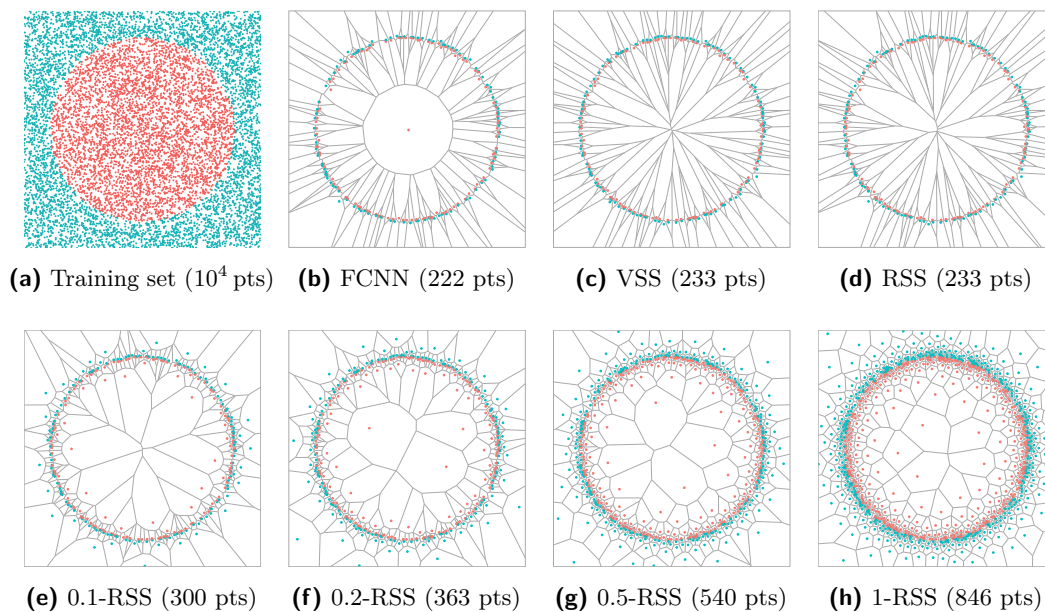 (a) Training set (10⁴ pts) (b) FCNN (222 pts) (c) VSS (233 pts) (d) RSS (233 pts)
(e) 0.1-RSS (300 pts) (f) 0.2-RSS (363 pts) (g) 0.5-RSS (540 pts) (h) 1-RSS (846 pts)